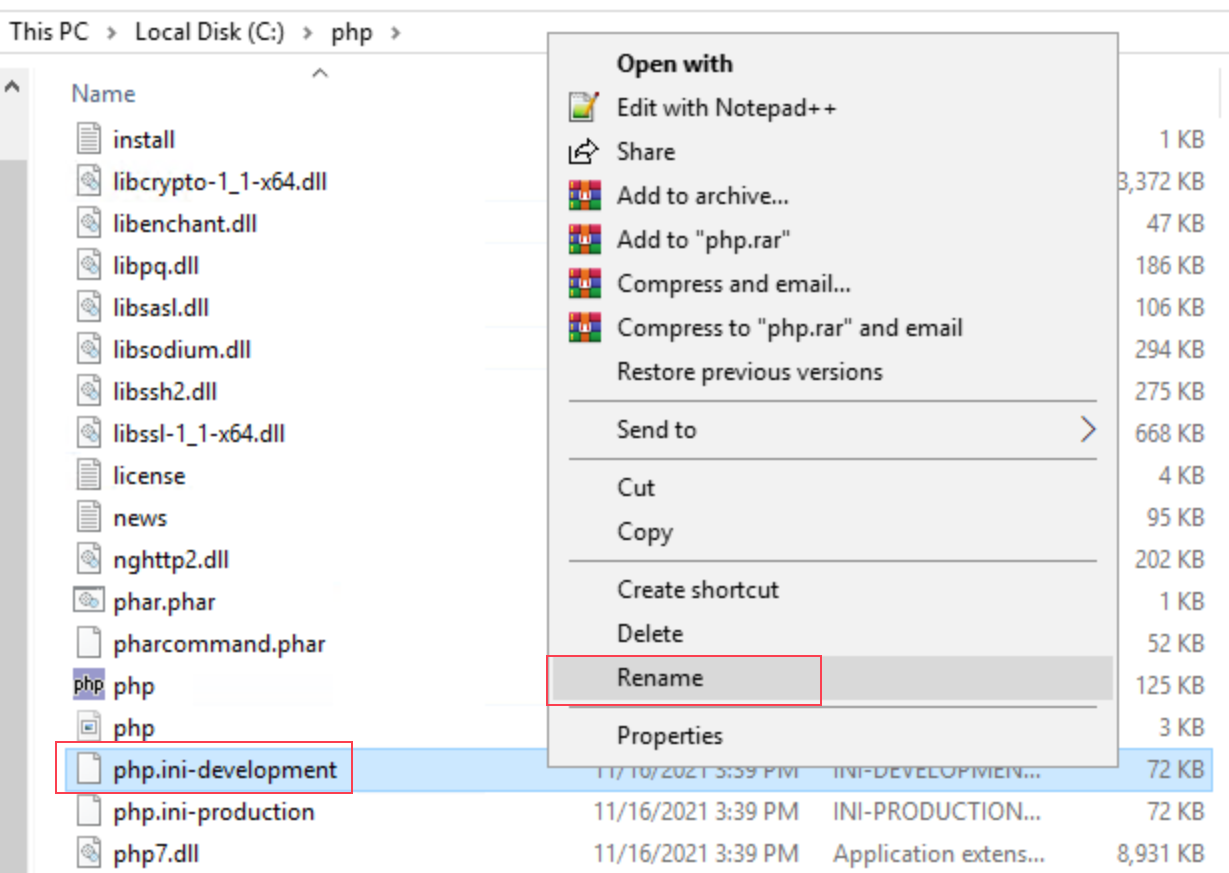 This PC > Local Disk (C:) > php >
Name
install 1 KB
libcrypto-1_1-x64.dll 3,372 KB
libenchant.dll 47 KB
libpq.dll 186 KB
libsasl.dll 106 KB
libsodium.dll 294 KB
libssh2.dll 275 KB
libssl-1_1-x64.dll 668 KB
license 4 KB
news 95 KB
nghttp2.dll 202 KB
phar.phar 1 KB
pharcommand.phar 52 KB
php php 125 KB
php 3 KB
php.ini-development 11/16/2021 3:39 PM INI-DEVELOPMEN... 72 KB
php.ini-production 11/16/2021 3:39 PM INI-PRODUCTION... 72 KB
php7.dll 11/16/2021 3:39 PM Application extens... 8,931 KB
Open with
Edit with Notepad++
Share
Add to archive...
Add to "php.rar"
Compress and email...
Compress to "php.rar" and email
Restore previous versions
Send to
Cut
Copy
Create shortcut
Delete
Rename
Properties